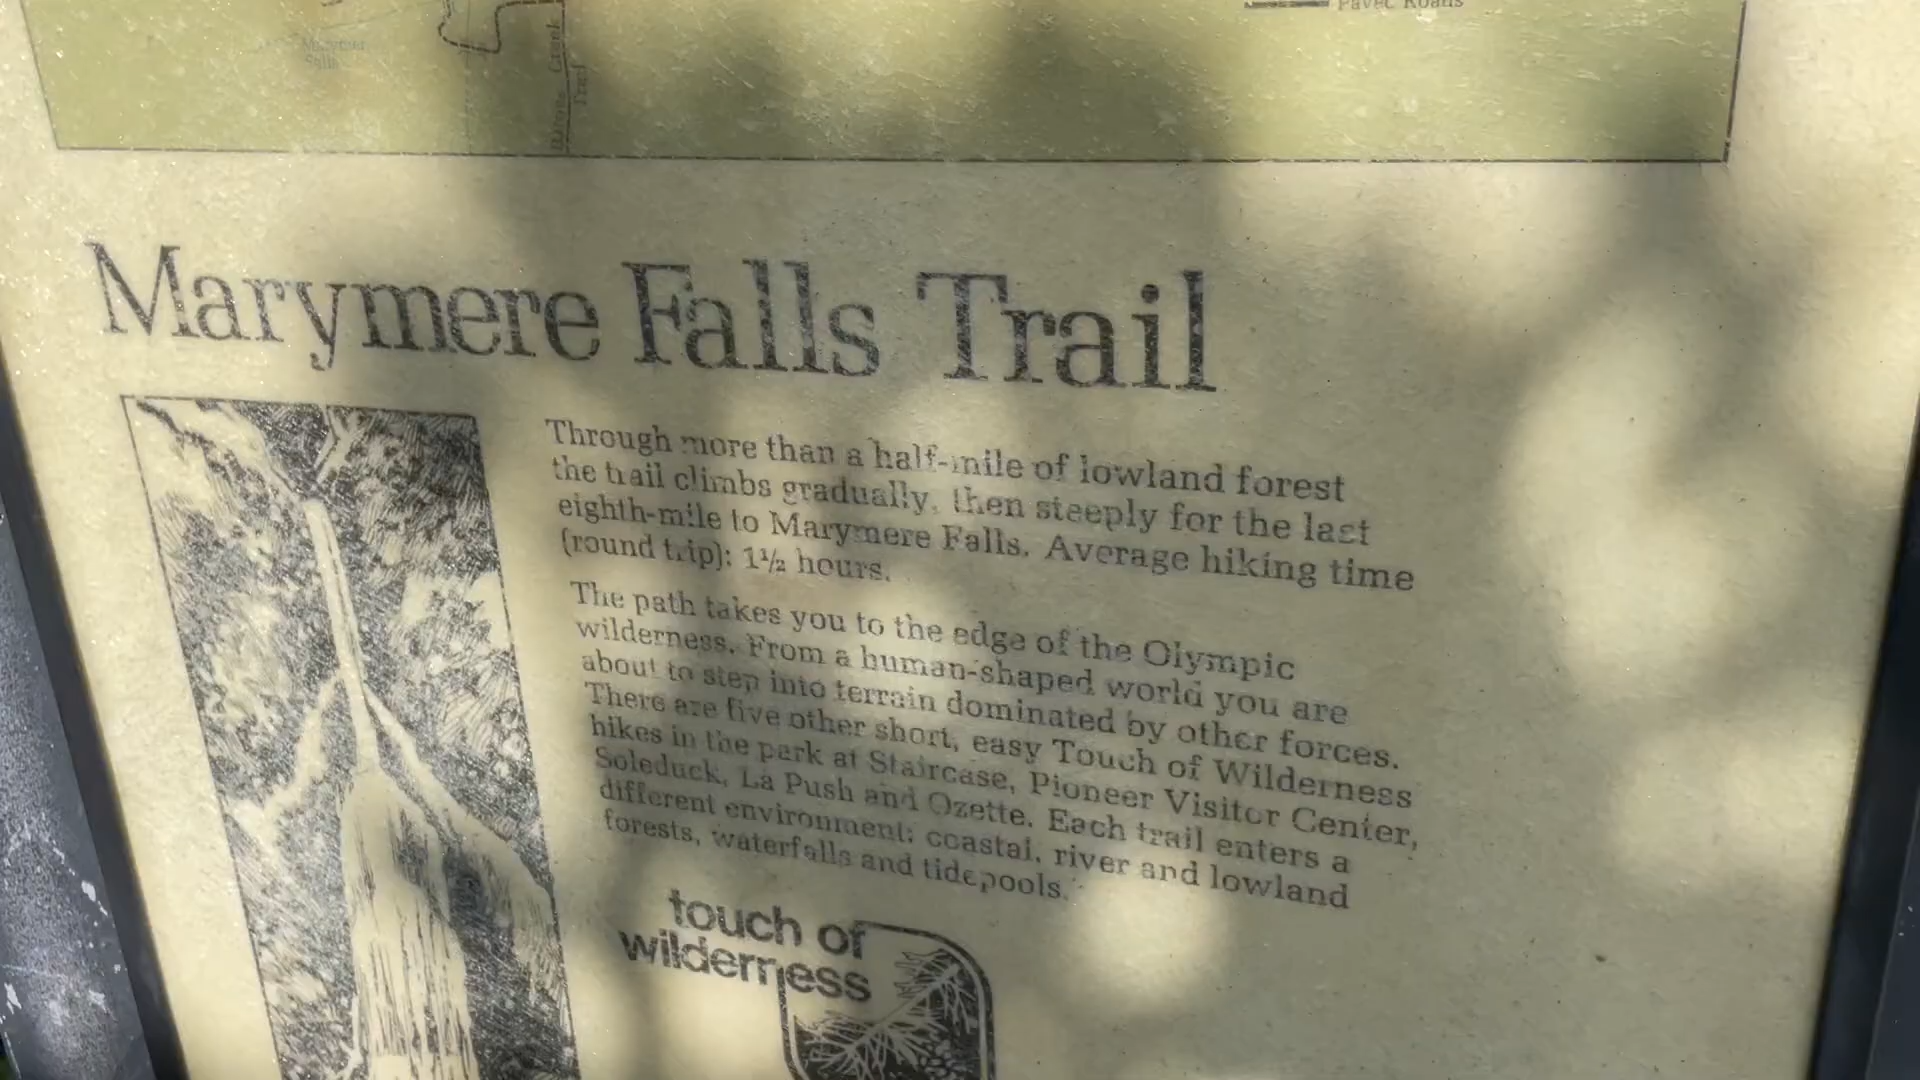 Paved Roads
Marymere
Falls
Barnes Creek
Trail
Marymere Falls Trail
Through more than a half-mile of lowland forest
the trail climbs gradually, then steeply for the last
eighth-mile to Marymere Falls. Average hiking time
(round trip): 1½ hours.
The path takes you to the edge of the Olympic
wilderness. From a human-shaped world you are
about to step into terrain dominated by other forces.
There are five other short, easy Touch of Wilderness
hikes in the park at Staircase, Pioneer Visitor Center,
Soleduck, La Push and Ozette. Each trail enters a
different environment: coastal, river and lowland
forests, waterfalls and tidepools.
touch of
wilderness